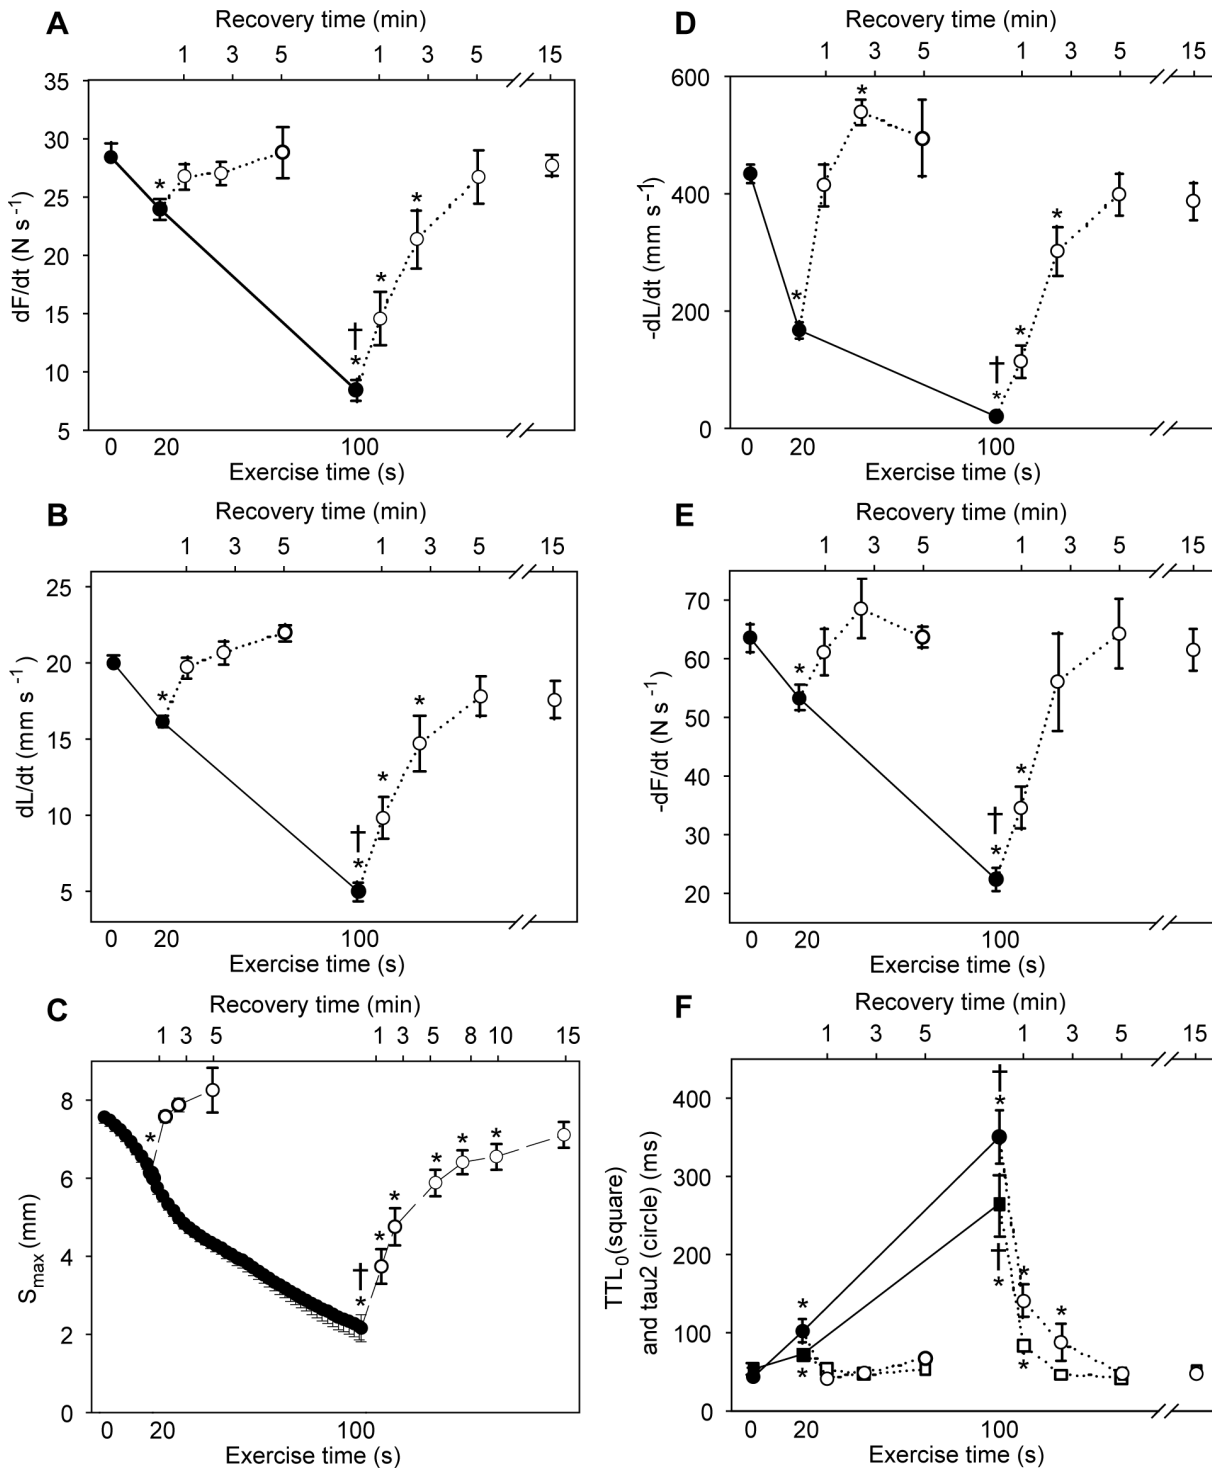 A
Recovery time (min)
1 3 5 1 3 5 15
35
30
25
20
15
10
5
dF/dt (N s⁻¹)
* * * † *
0 20 100
Exercise time (s)
D
Recovery time (min)
1 3 5 1 3 5 15
600
400
200
0
-dL/dt (mm s⁻¹)
* * * * † *
0 20 100
Exercise time (s)
B
Recovery time (min)
1 3 5 1 3 5 15
25
20
15
10
5
dL/dt (mm s⁻¹)
* * * † *
0 20 100
Exercise time (s)
E
Recovery time (min)
1 3 5 1 3 5 15
70
60
50
40
30
20
-dF/dt (N s⁻¹)
* * † *
0 20 100
Exercise time (s)
C
Recovery time (min)
1 3 5 1 3 5 8 10 15
8
6
4
2
0
Sₘₐₓ (mm)
* * * * * * † *
0 20 100
Exercise time (s)
F
Recovery time (min)
1 3 5 1 3 5 15
400
300
200
100
0
TTL₀(square)
and tau2 (circle) (ms)
† * † * * * * * *
0 20 100
Exercise time (s)